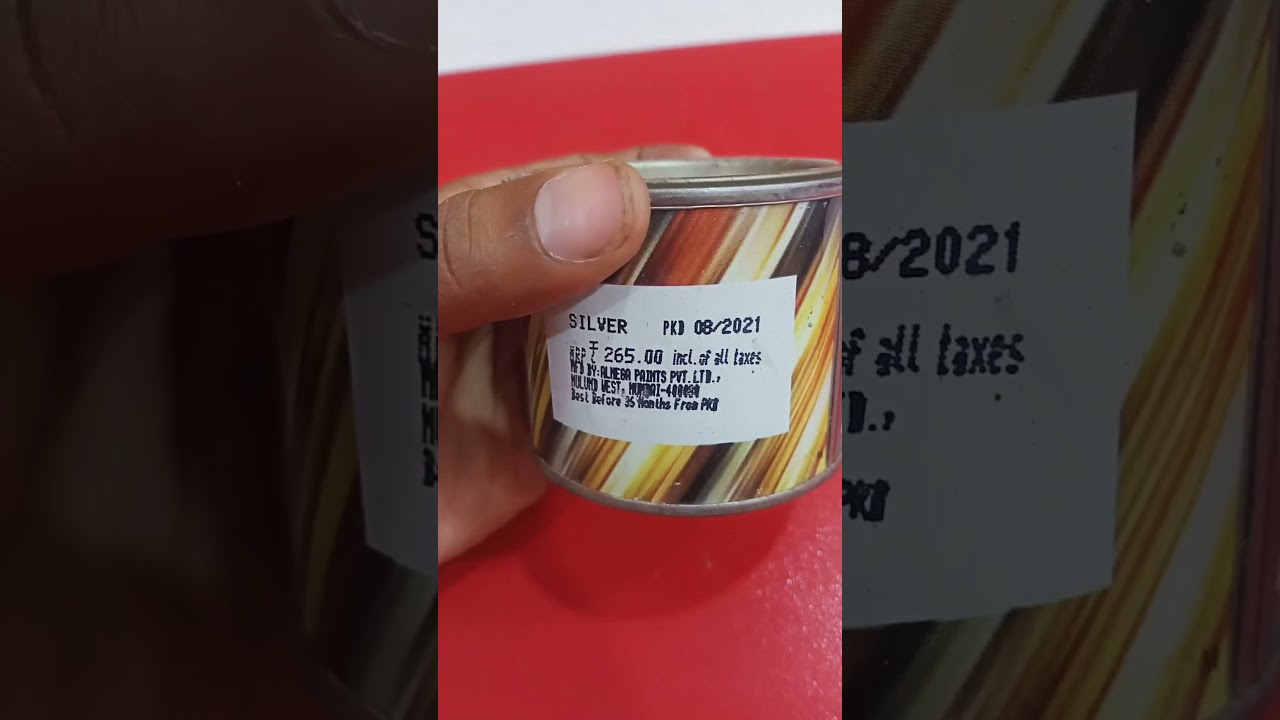 SILVER PKD 08/2021
MRP ₹ 265.00 incl.of all taxes
MFD BY:ALMEGA PAINTS PVT.LTD.,
MULUND WEST, MUMBAI-400080
Best Before 36 Months From PKD